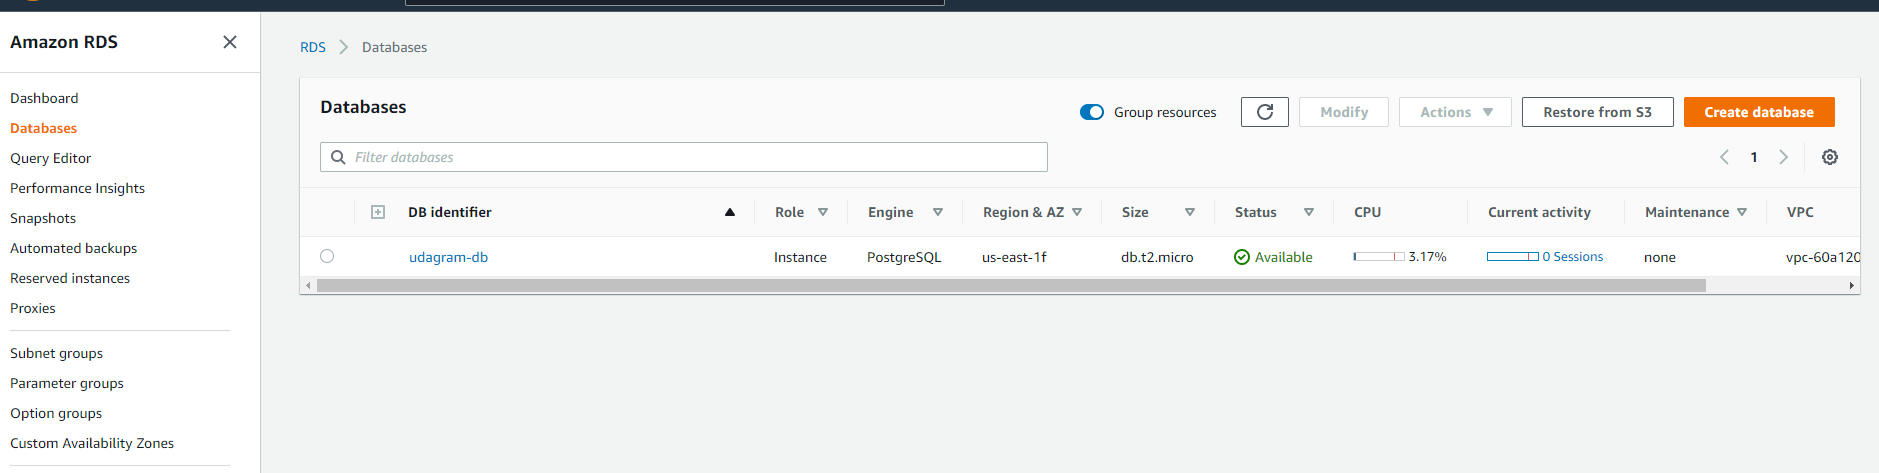 Amazon RDS
Dashboard
Databases
Query Editor
Performance Insights
Snapshots
Automated backups
Reserved instances
Proxies
Subnet groups
Parameter groups
Option groups
Custom Availability Zones
RDS > Databases
Databases
Group resources
Modify
Actions
Restore from S3
Create database
Filter databases
1
DB identifier Role Engine Region & AZ Size Status CPU Current activity Maintenance VPC
udagram-db Instance PostgreSQL us-east-1f db.t2.micro Available 3.17% 0 Sessions none vpc-60a120